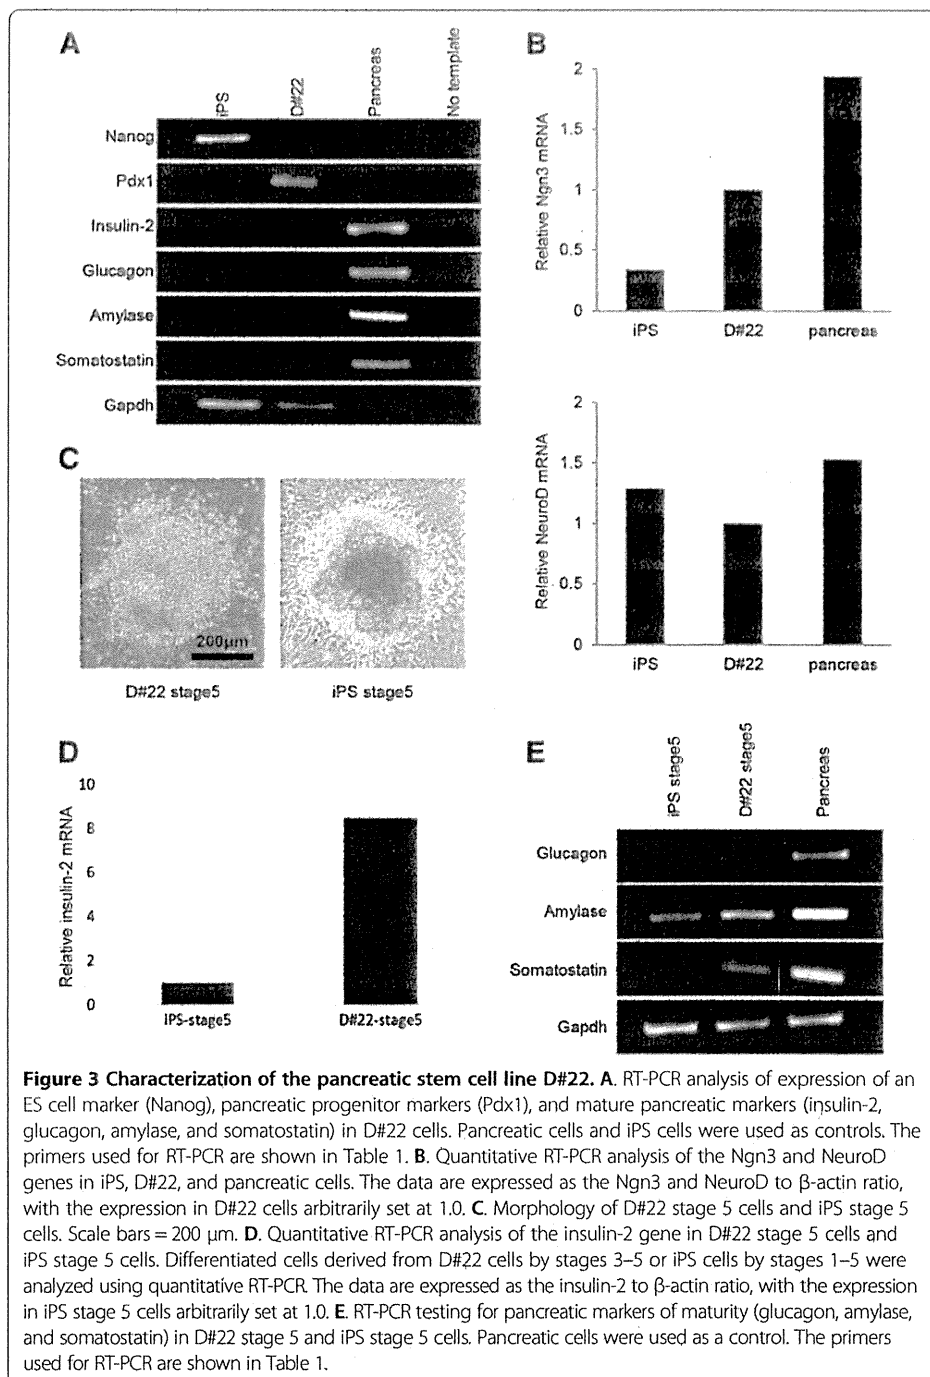 A
iPS
D#22
Pancreas
No template
Nanog
Pdx1
Insulin-2
Glucagon
Amylase
Somatostatin
Gapdh
B
Relative Ngn3 mRNA
2
1.5
1
0.5
0
iPS
D#22
pancreas
Relative NeuroD mRNA
2
1.5
1
0.5
0
iPS
D#22
pancreas
C
200μm
D#22 stage5
iPS stage5
D
Relative insulin-2 mRNA
10
8
6
4
2
0
iPS-stage5
D#22-stage5
E
iPS stage5
D#22 stage5
Pancreas
Glucagon
Amylase
Somatostatin
Gapdh
Figure 3 Characterization of the pancreatic stem cell line D#22. A. RT-PCR analysis of expression of an
ES cell marker (Nanog), pancreatic progenitor markers (Pdx1), and mature pancreatic markers (insulin-2,
glucagon, amylase, and somatostatin) in D#22 cells. Pancreatic cells and iPS cells were used as controls. The
primers used for RT-PCR are shown in Table 1. B. Quantitative RT-PCR analysis of the Ngn3 and NeuroD
genes in iPS, D#22, and pancreatic cells. The data are expressed as the Ngn3 and NeuroD to β-actin ratio,
with the expression in D#22 cells arbitrarily set at 1.0. C. Morphology of D#22 stage 5 cells and iPS stage 5
cells. Scale bars = 200 μm. D. Quantitative RT-PCR analysis of the insulin-2 gene in D#22 stage 5 cells and
iPS stage 5 cells. Differentiated cells derived from D#22 cells by stages 3–5 or iPS cells by stages 1–5 were
analyzed using quantitative RT-PCR. The data are expressed as the insulin-2 to β-actin ratio, with the expression
in iPS stage 5 cells arbitrarily set at 1.0. E. RT-PCR testing for pancreatic markers of maturity (glucagon, amylase,
and somatostatin) in D#22 stage 5 and iPS stage 5 cells. Pancreatic cells were used as a control. The primers
used for RT-PCR are shown in Table 1.